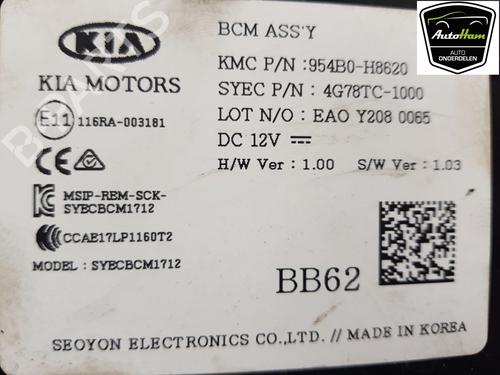 KIA
KIA MOTORS
BCM ASS'Y
KMC P/N : 954B0-H8620
SYEC P/N : 4G78TC-1000
LOT N/O : EAO Y208 0065
DC 12V
H/W Ver : 1.00 S/W Ver : 1.03
E11 116RA-003181
CE
MSIP-REM-SCK-
SYECBCM1712
CCAE17LP1160T2
MODEL : SYECBCM1712
BB62
SEOYON ELECTRONICS CO.,LTD. // MADE IN KOREA
AutoHam
AUTO
ONDERDELEN